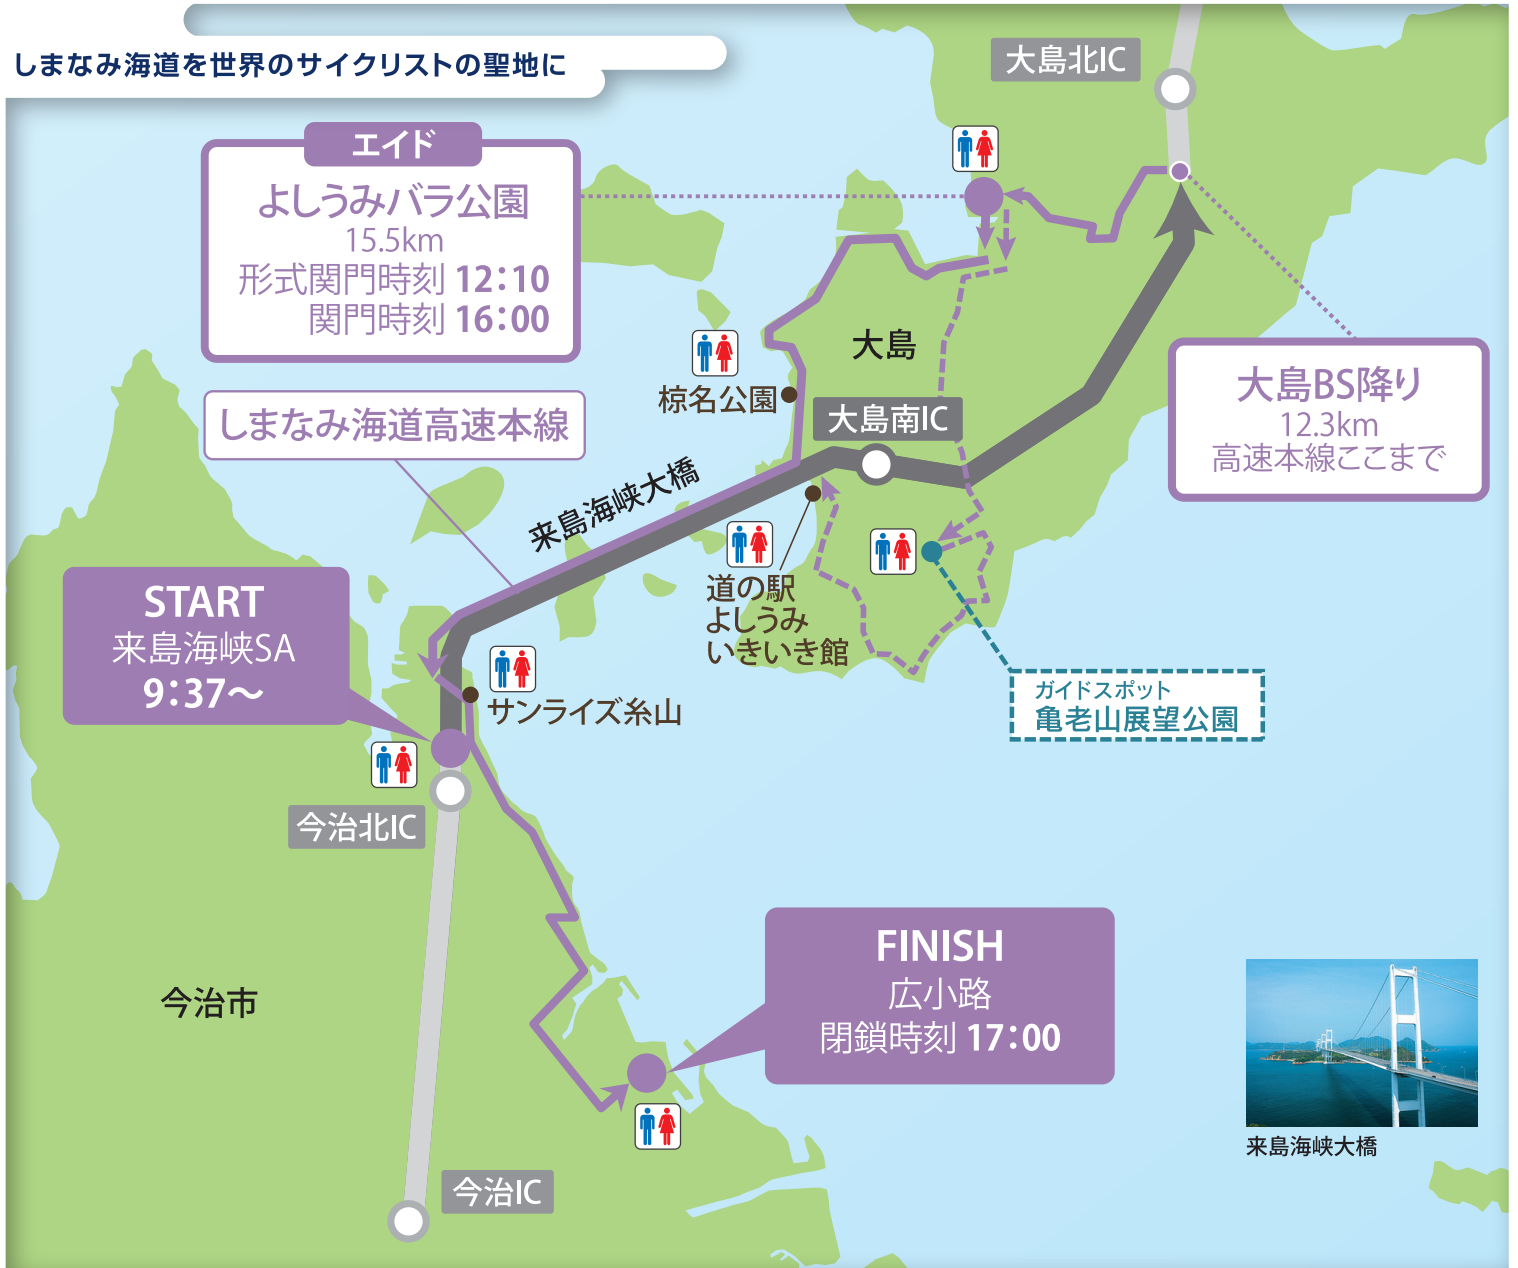 しまなみ海道を世界のサイクリストの聖地に
大島北IC
エイド
よしうみバラ公園
15.5km
形式関門時刻 12:10
関門時刻 16:00
大島
椋名公園
大島南IC
大島BS降り
12.3km
高速本線ここまで
しまなみ海道高速本線
来島海峡大橋
道の駅
よしうみ
いきいき館
START
来島海峡SA
9:37〜
サンライズ糸山
ガイドスポット
亀老山展望公園
今治北IC
今治市
FINISH
広小路
閉鎖時刻 17:00
来島海峡大橋
今治IC